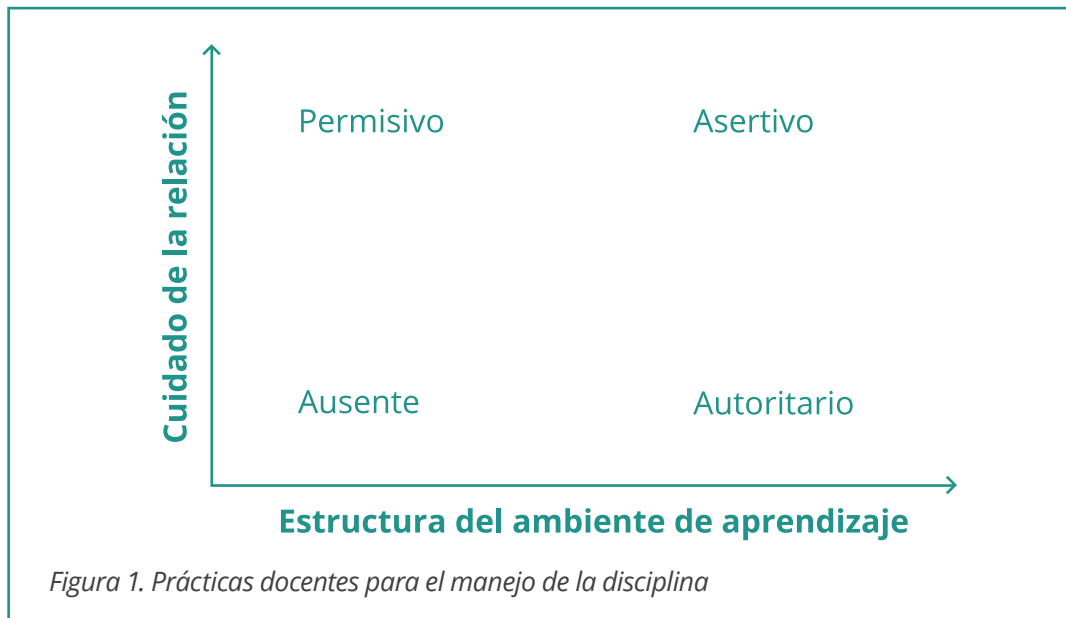 Cuidado de la relación
Permisivo
Asertivo
Ausente
Autoritario
Estructura del ambiente de aprendizaje
Figura 1. Prácticas docentes para el manejo de la disciplina